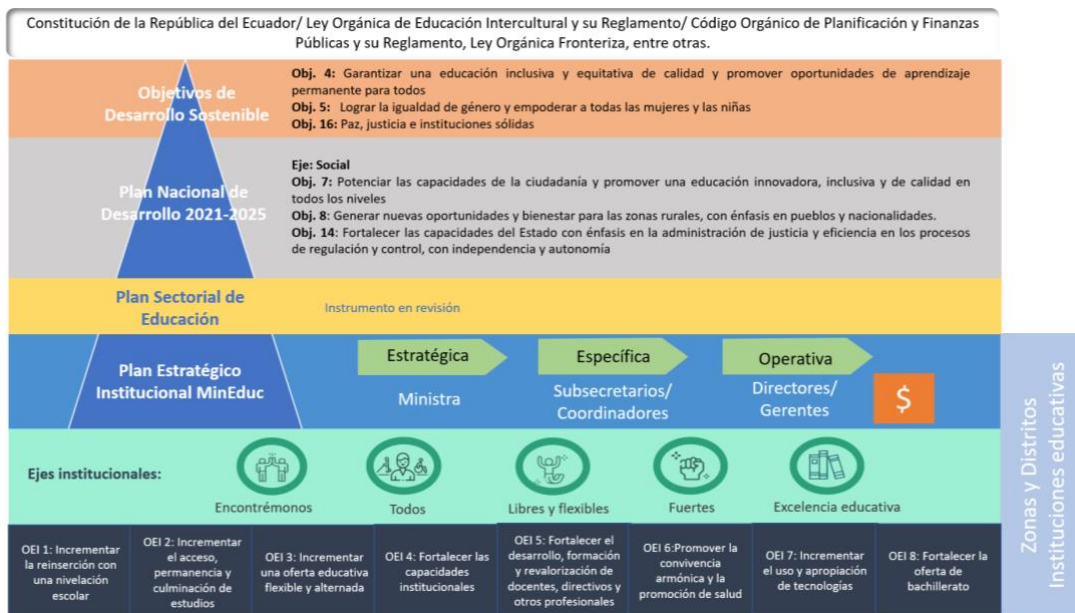 Constitución de la República del Ecuador/ Ley Orgánica de Educación Intercultural y su Reglamento/ Código Orgánico de Planificación y Finanzas
Públicas y su Reglamento, Ley Orgánica Fronteriza, entre otras.
Objetivos de
Desarrollo Sostenible
Obj. 4: Garantizar una educación inclusiva y equitativa de calidad y promover oportunidades de aprendizaje
permanente para todos
Obj. 5: Lograr la igualdad de género y empoderar a todas las mujeres y las niñas
Obj. 16: Paz, justicia e instituciones sólidas
Plan Nacional de
Desarrollo 2021-2025
Eje: Social
Obj. 7: Potenciar las capacidades de la ciudadanía y promover una educación innovadora, inclusiva y de calidad en
todos los niveles
Obj. 8: Generar nuevas oportunidades y bienestar para las zonas rurales, con énfasis en pueblos y nacionalidades.
Obj. 14: Fortalecer las capacidades del Estado con énfasis en la administración de justicia y eficiencia en los procesos
de regulación y control, con independencia y autonomía
Plan Sectorial de
Educación
Instrumento en revisión
Plan Estratégico
Institucional MinEduc
Estratégica
Ministra
Específica
Subsecretarios/
Coordinadores
Operativa
Directores/
Gerentes
$
Ejes institucionales:
Encontrémonos
Todos
Libres y flexibles
Fuertes
Excelencia educativa
OEI 1: Incrementar
la reinserción con
una nivelación
escolar
OEI 2: Incrementar
el acceso,
permanencia y
culminación de
estudios
OEI 3: Incrementar
una oferta educativa
flexible y alternada
OEI 4: Fortalecer las
capacidades
institucionales
OEI 5: Fortalecer el
desarrollo, formación
y revalorización de
docentes, directivos y
otros profesionales
OEI 6:Promover la
convivencia
armónica y la
promoción de salud
OEI 7: Incrementar
el uso y apropiación
de tecnologías
OEI 8: Fortalecer la
oferta de
bachillerato
Zonas y Distritos
Instituciones educativas